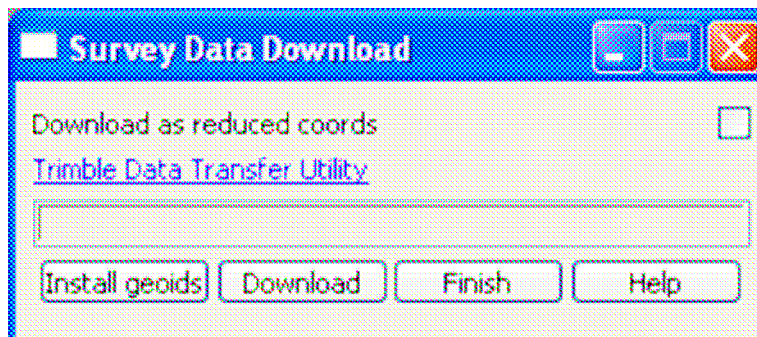 Survey Data Download
Download as reduced coords
Trimble Data Transfer Utility
Install geoids Download Finish Help